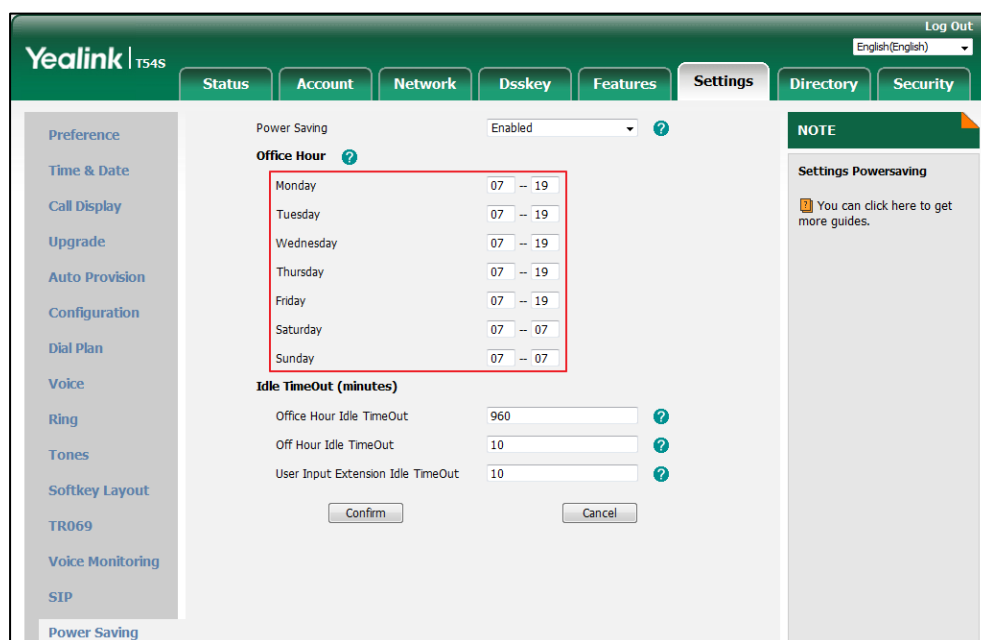 Log Out
English(English)
Yealink | T54S
Status Account Network Dsskey Features Settings Directory Security
Preference
Time & Date
Call Display
Upgrade
Auto Provision
Configuration
Dial Plan
Voice
Ring
Tones
Softkey Layout
TR069
Voice Monitoring
SIP
Power Saving
Power Saving Enabled ?
Office Hour ?
Monday 07 -- 19
Tuesday 07 -- 19
Wednesday 07 -- 19
Thursday 07 -- 19
Friday 07 -- 19
Saturday 07 -- 07
Sunday 07 -- 07
Idle TimeOut (minutes)
Office Hour Idle TimeOut 960 ?
Off Hour Idle TimeOut 10 ?
User Input Extension Idle TimeOut 10 ?
Confirm Cancel
NOTE
Settings Powersaving
? You can click here to get
more guides.